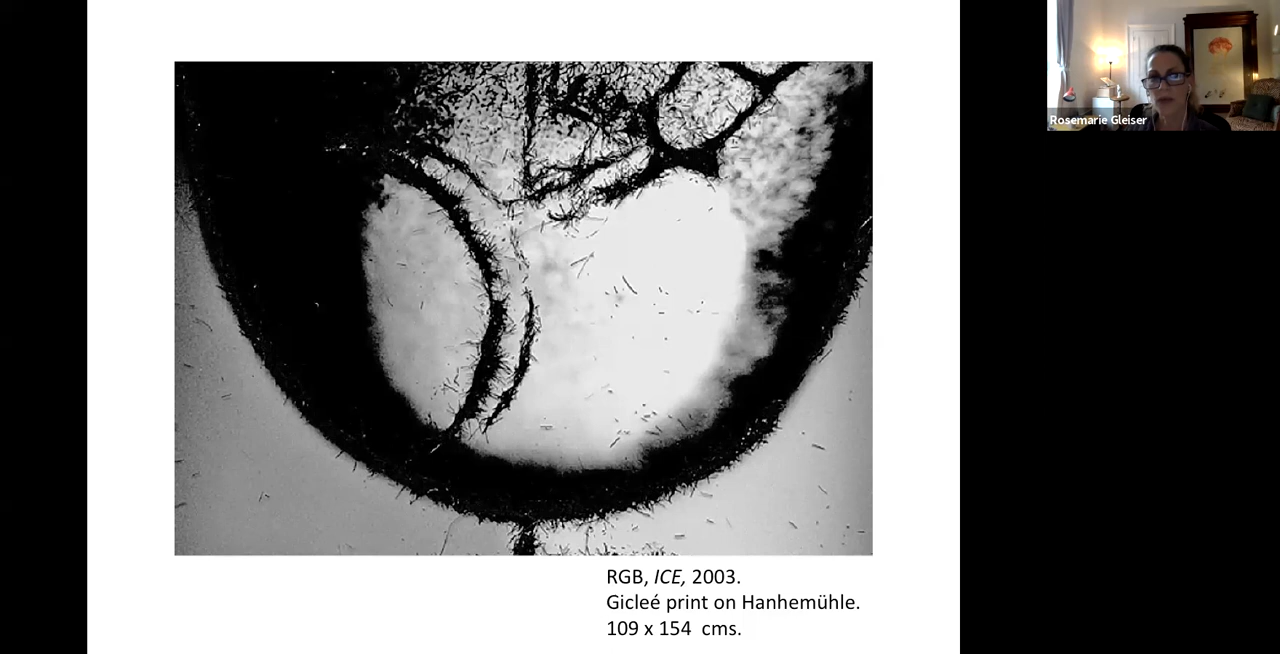 Rosemarie Gleiser
RGB, ICE, 2003.
Gicleé print on Hanhemühle.
109 x 154 cms.